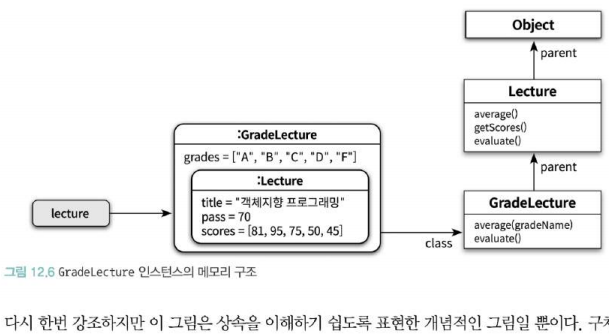 Object
parent
Lecture
average()
getScores()
evaluate()
parent
:GradeLecture
grades = ["A", "B", "C", "D", "F"]
:Lecture
title = "객체지향 프로그래밍"
pass = 70
scores = [81, 95, 75, 50, 45]
lecture
class
GradeLecture
average(gradeName)
evaluate()
그림 12.6 GradeLecture 인스턴스의 메모리 구조
다시 한번 강조하지만 이 그림은 상속을 이해하기 쉽도록 표현한 개념적인 그림일 뿐이다.